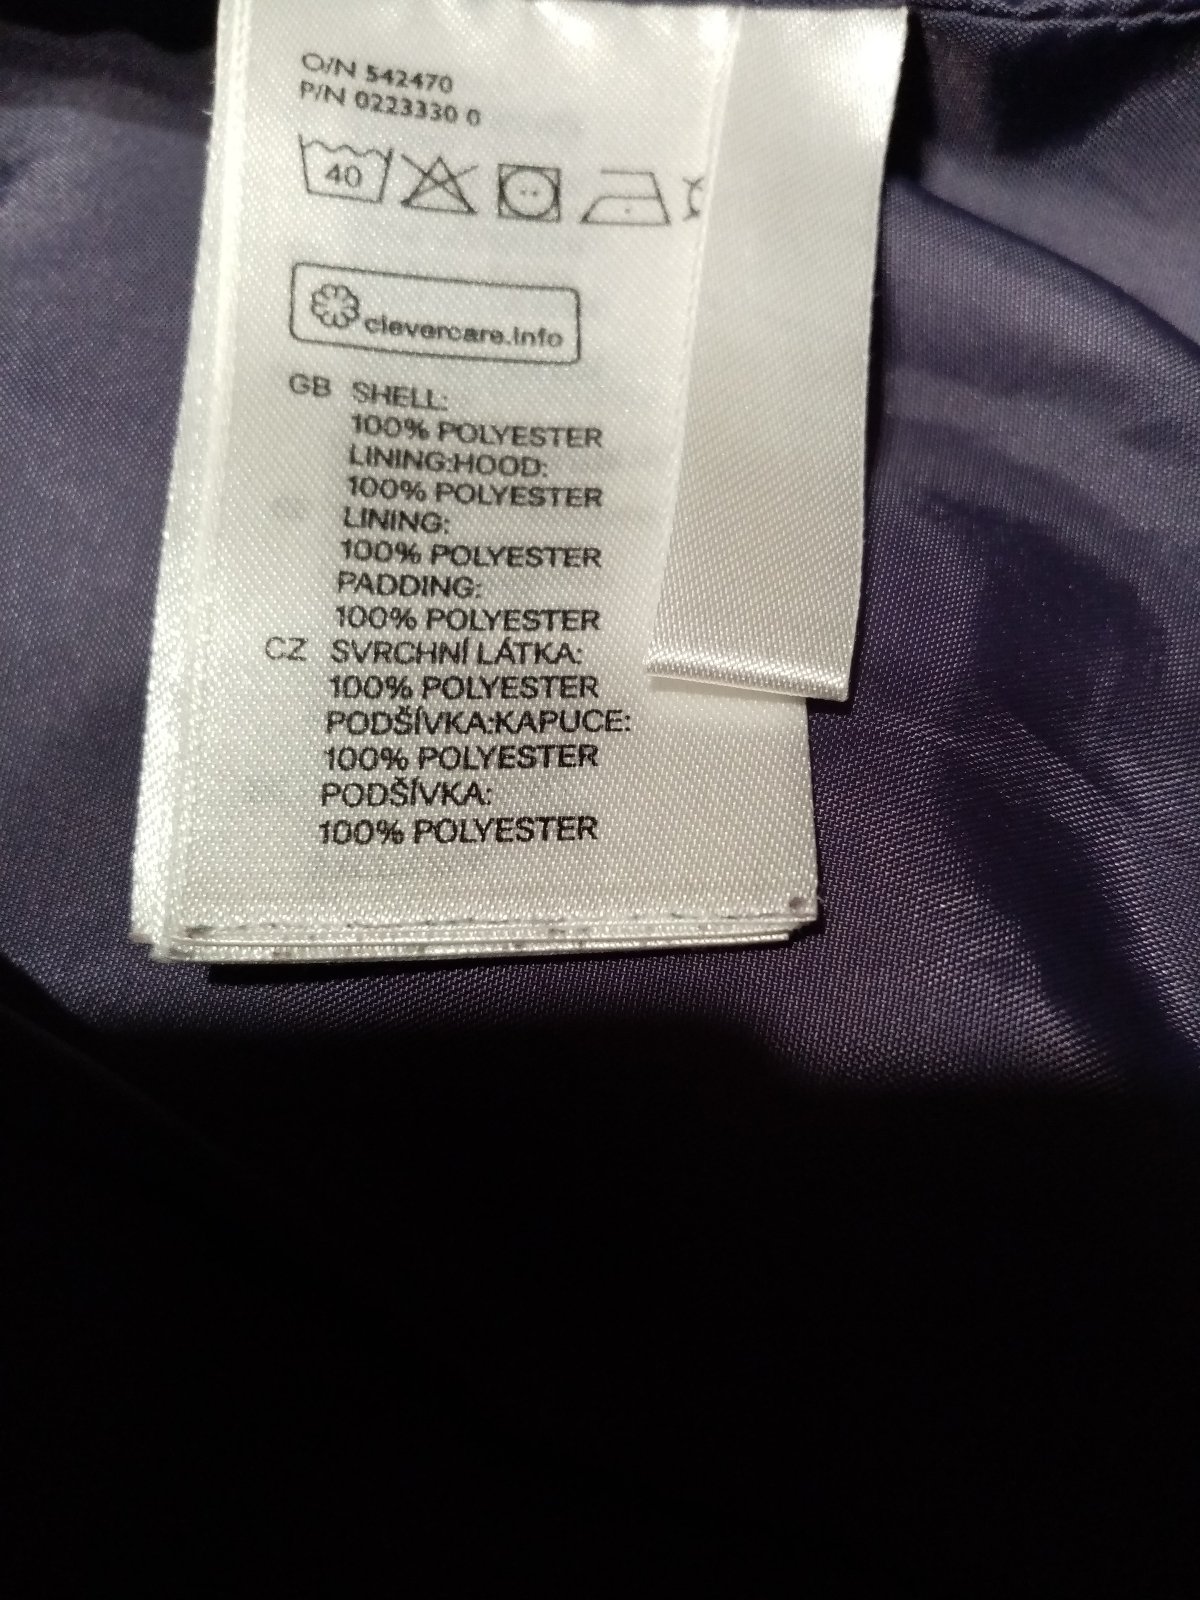 O/N 542470
P/N 0223330 0
40
clevercare.info
GB SHELL:
100% POLYESTER
LINING:HOOD:
100% POLYESTER
LINING:
100% POLYESTER
PADDING:
100% POLYESTER
CZ SVRCHNÍ LÁTKA:
100% POLYESTER
PODŠÍVKA:KAPUCE:
100% POLYESTER
PODŠÍVKA:
100% POLYESTER